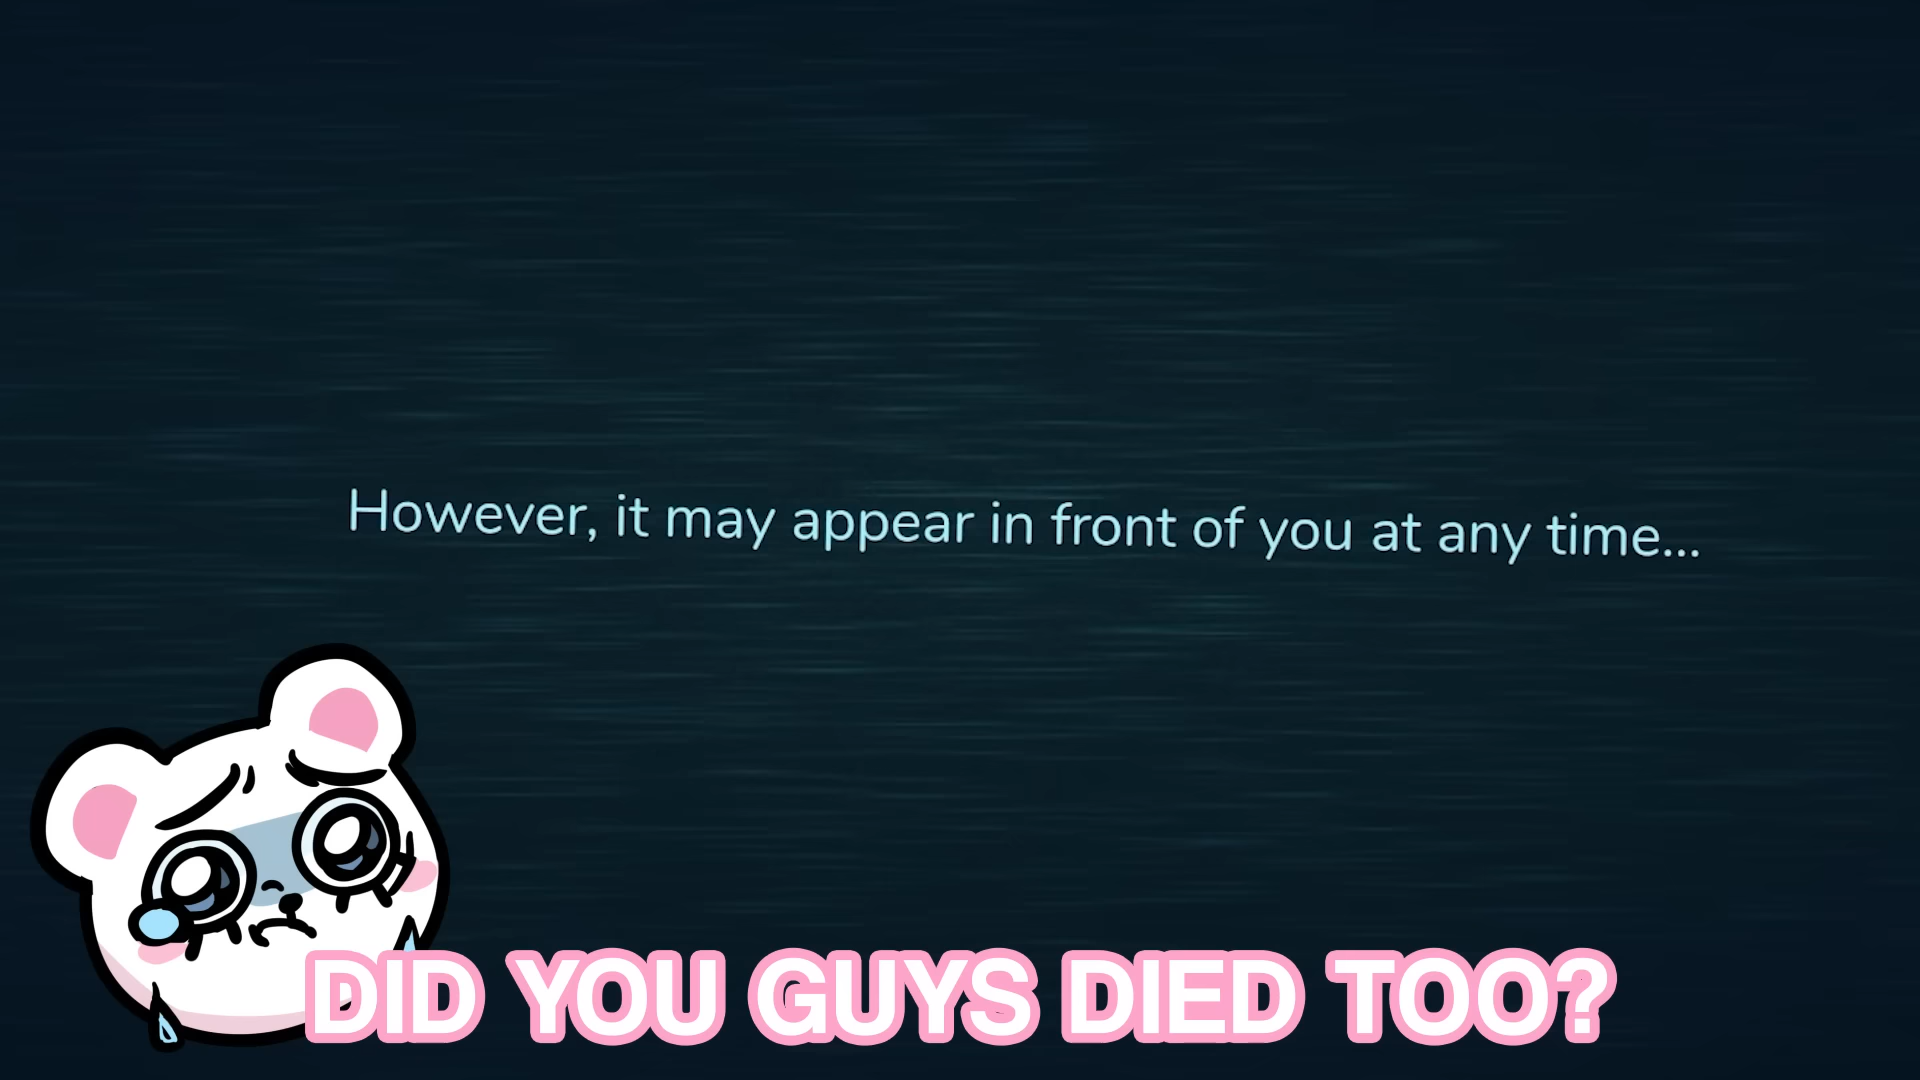 However, it may appear in front of you at any time...
DID YOU GUYS DIED TOO?